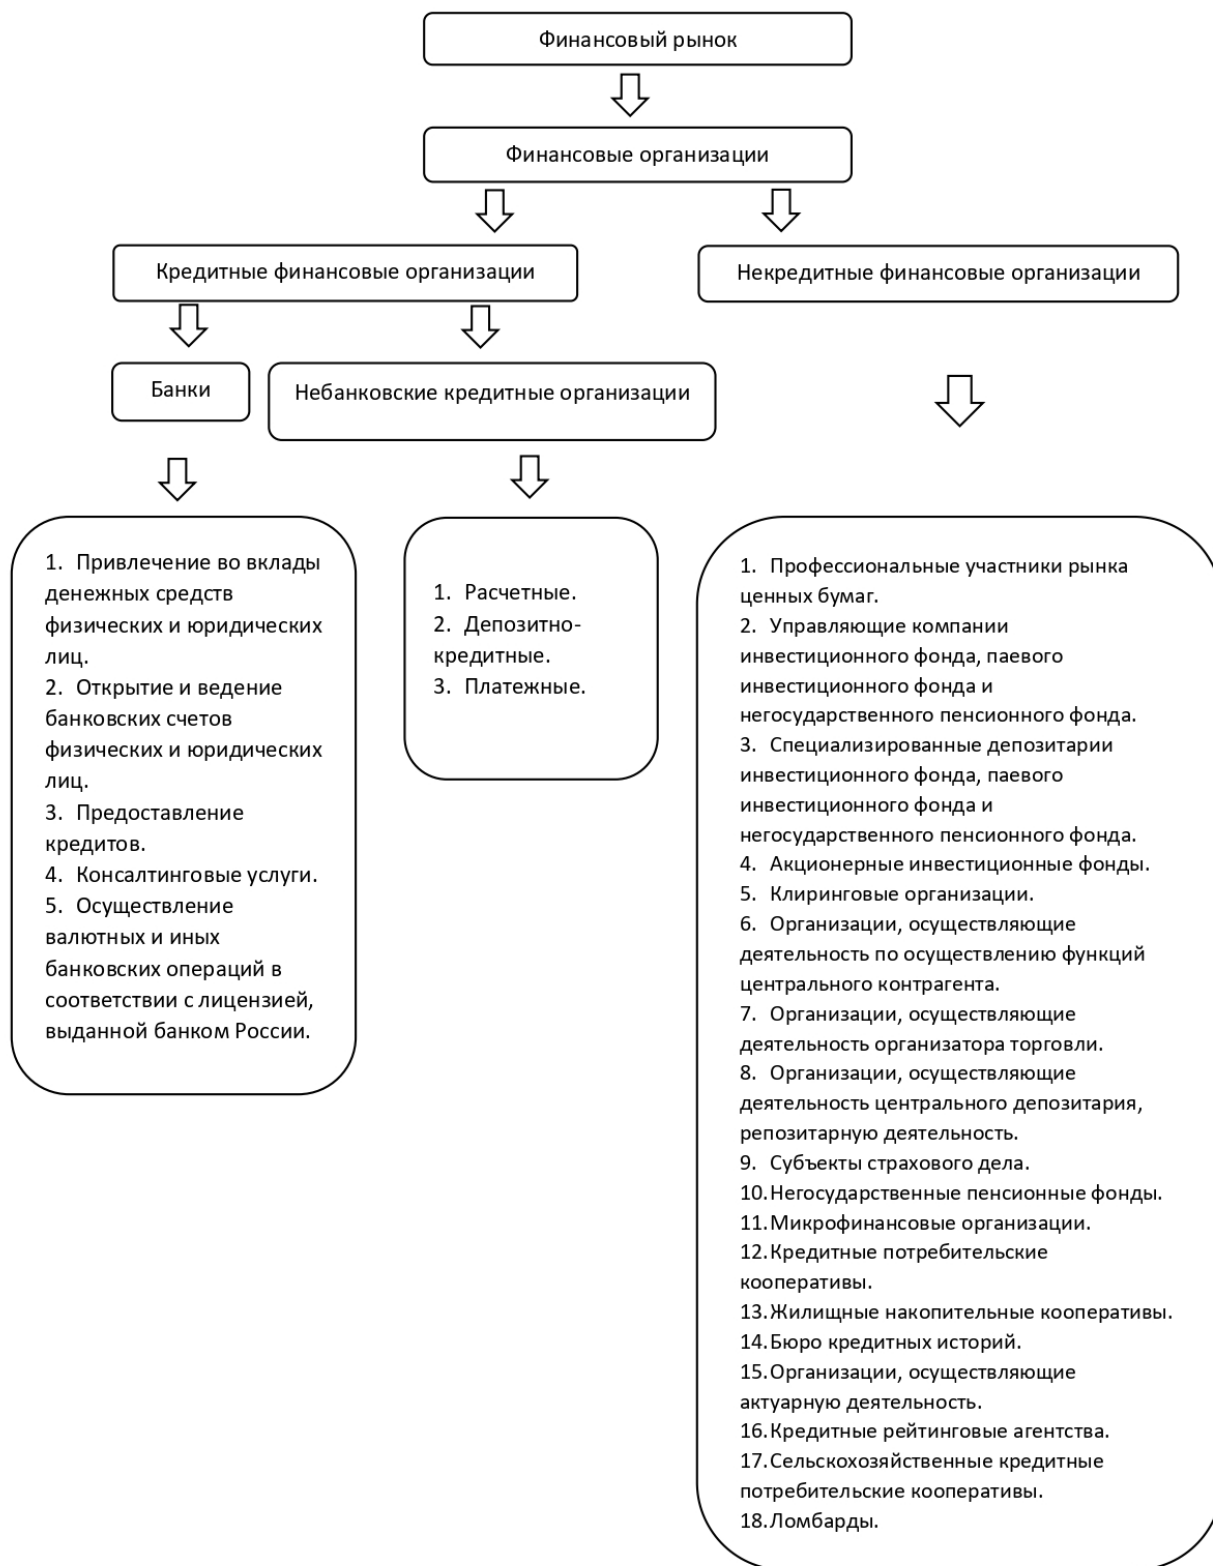 Финансовый рынок
Финансовые организации
Кредитные финансовые организации
Некредитные финансовые организации
Банки
Небанковские кредитные организации
1. Привлечение во вклады
денежных средств
физических и юридических
лиц.
2. Открытие и ведение
банковских счетов
физических и юридических
лиц.
3. Предоставление
кредитов.
4. Консалтинговые услуги.
5. Осуществление
валютных и иных
банковских операций в
соответствии с лицензией,
выданной банком России.
1. Расчетные.
2. Депозитно-
кредитные.
3. Платежные.
1. Профессиональные участники рынка
ценных бумаг.
2. Управляющие компании
инвестиционного фонда, паевого
инвестиционного фонда и
негосударственного пенсионного фонда.
3. Специализированные депозитарии
инвестиционного фонда, паевого
инвестиционного фонда и
негосударственного пенсионного фонда.
4. Акционерные инвестиционные фонды.
5. Клиринговые организации.
6. Организации, осуществляющие
деятельность по осуществлению функций
центрального контрагента.
7. Организации, осуществляющие
деятельность организатора торговли.
8. Организации, осуществляющие
деятельность центрального депозитария,
репозитарную деятельность.
9. Субъекты страхового дела.
10.Негосударственные пенсионные фонды.
11.Микрофинансовые организации.
12.Кредитные потребительские
кооперативы.
13.Жилищные накопительные кооперативы.
14.Бюро кредитных историй.
15.Организации, осуществляющие
актуарную деятельность.
16.Кредитные рейтинговые агентства.
17.Сельскохозяйственные кредитные
потребительские кооперативы.
18.Ломбарды.